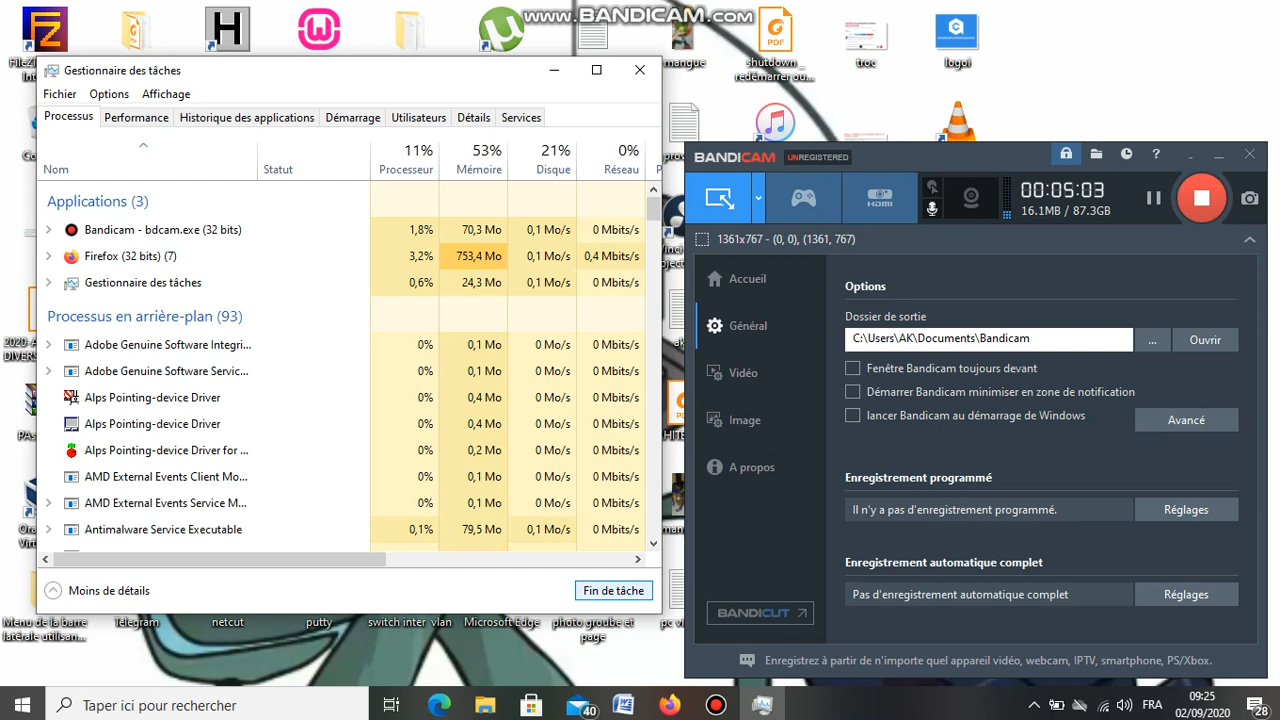 www.BANDICAM.com
PDF
mangue
shutdown_
redémarrer ou...
troc
logoi
Gestionnaire des tâches
Fichier Options Affichage
Processus Performance Historique des applications Démarrage Utilisateurs Détails Services
11% 53% 21% 0%
Nom Statut Processeur Mémoire Disque Réseau
Applications (3)
Bandicam - bdcam.exe (32 bits) 1,8% 70,3 Mo 0,1 Mo/s 0 Mbits/s
Firefox (32 bits) (7) 3,2% 753,4 Mo 0,1 Mo/s 0,4 Mbits/s
Gestionnaire des tâches 0,6% 24,3 Mo 0,1 Mo/s 0 Mbits/s
Processus en arrière-plan (93)
Adobe Genuine Software Integri... 0% 0,1 Mo 0 Mo/s 0 Mbits/s
Adobe Genuine Software Servic... 0% 0,1 Mo 0 Mo/s 0 Mbits/s
Alps Pointing-device Driver 0% 0,4 Mo 0 Mo/s 0 Mbits/s
Alps Pointing-device Driver 0% 0,4 Mo 0 Mo/s 0 Mbits/s
Alps Pointing-device Driver for ... 0% 0,2 Mo 0 Mo/s 0 Mbits/s
AMD External Events Client Mo... 0% 0,1 Mo 0 Mo/s 0 Mbits/s
AMD External Events Service M... 0% 0,1 Mo 0 Mo/s 0 Mbits/s
Antimalware Service Executable 0,1% 79,5 Mo 0,1 Mo/s 0 Mbits/s
Moins de détails
Fin de tâche
BANDICAM UNREGISTERED
HDMI
00:05:03
16.1MB / 87.3GB
1361x767 - (0, 0), (1361, 767)
Accueil
Général
Vidéo
Image
A propos
BANDICUT
Options
Dossier de sortie
C:\Users\AK\Documents\Bandicam ... Ouvrir
Fenêtre Bandicam toujours devant
Démarrer Bandicam minimiser en zone de notification
lancer Bandicam au démarrage de Windows
Avancé
Enregistrement programmé
Il n'y a pas d'enregistrement programmé. Réglages
Enregistrement automatique complet
Pas d'enregistrement automatique complet Réglages
Enregistrez à partir de n'importe quel appareil vidéo, webcam, IPTV, smartphone, PS/Xbox.
Menu de la barre
latérale utilisan...
Telegram
netcut
putty
switch inter vlan
Microsoft Edge
photo groube et
page
Taper ici pour rechercher
40
FRA
09:25
02/09/2020
28